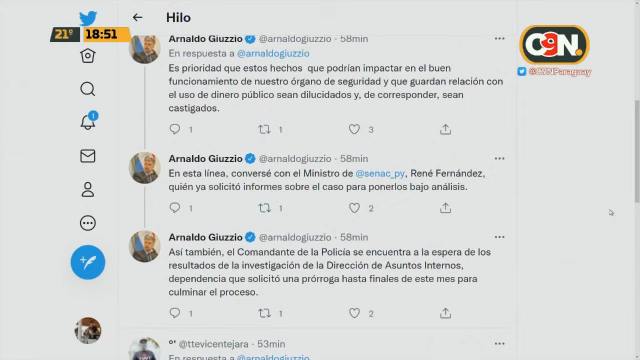 21º 18:51
Hilo
C9N
@C9NParaguay
Arnaldo Giuzzio @arnaldogiuzzio · 58min
En respuesta a @arnaldogiuzzio
Es prioridad que estos hechos que podrían impactar en el buen
funcionamiento de nuestro órgano de seguridad y que guardan relación con
el uso de dinero público sean dilucidados y, de corresponder, sean
castigados.
1 1 3
Arnaldo Giuzzio @arnaldogiuzzio · 58min
En esta línea, conversé con el Ministro de @senac_py, René Fernández,
quién ya solicitó informes sobre el caso para ponerlos bajo análisis.
1 1 2
Arnaldo Giuzzio @arnaldogiuzzio · 58min
Así también, el Comandante de la Policía se encuentra a la espera de los
resultados de la investigación de la Dirección de Asuntos Internos,
dependencia que solicitó una prórroga hasta finales de este mes para
culminar el proceso.
1 1 2
°' @ttevicentejara · 53min
En respuesta a @arnaldogiuzzio